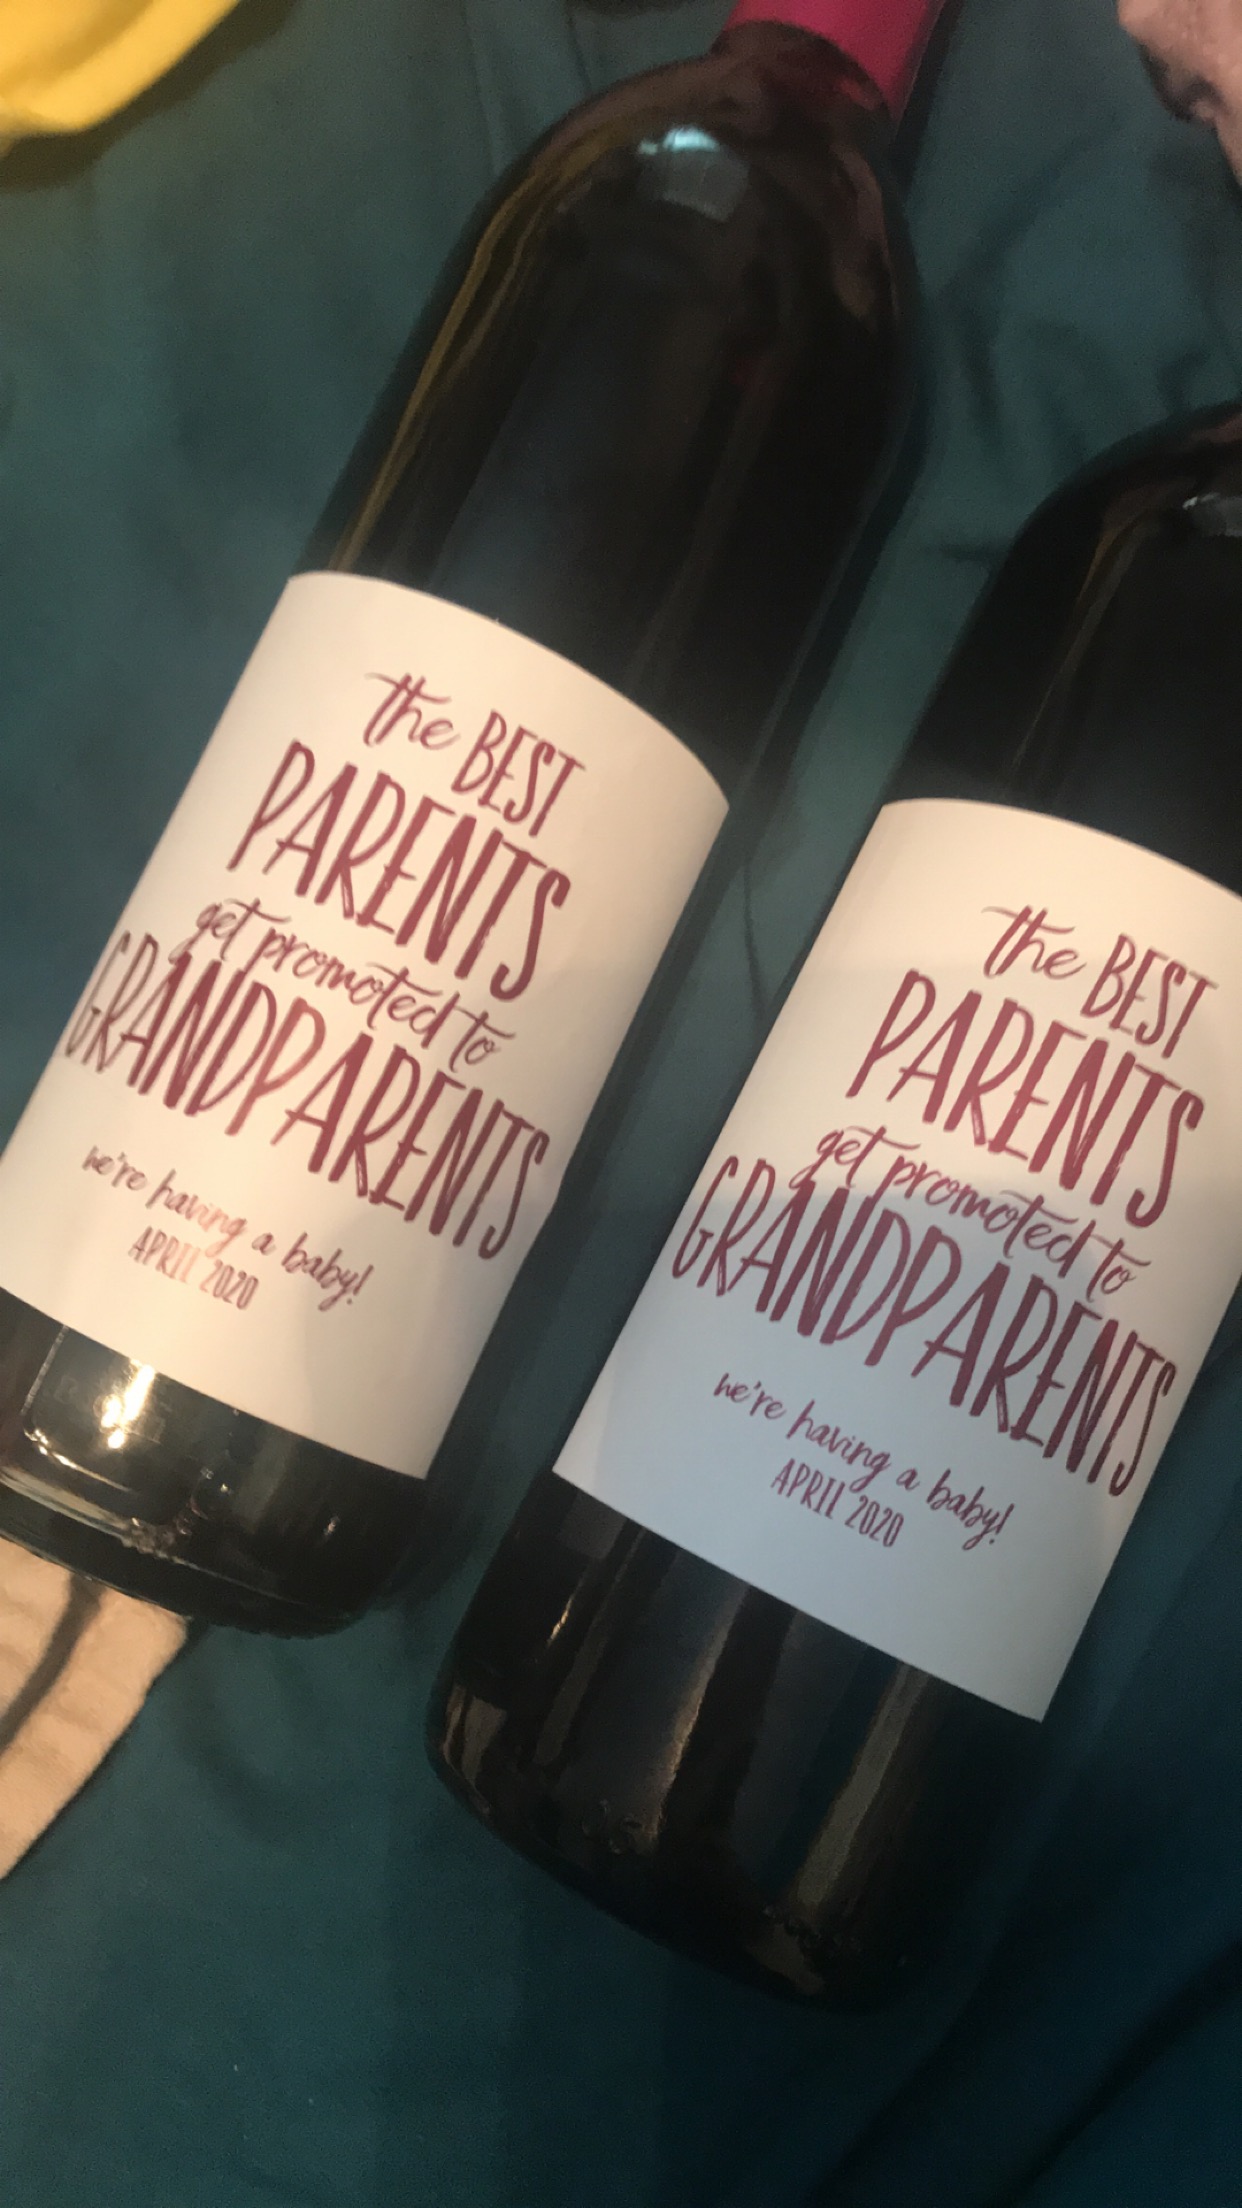 the BEST
PARENTS
get promoted to
GRANDPARENTS
we're having a baby!
APRIL 2020
the BEST
PARENTS
get promoted to
GRANDPARENTS
we're having a baby!
APRIL 2020